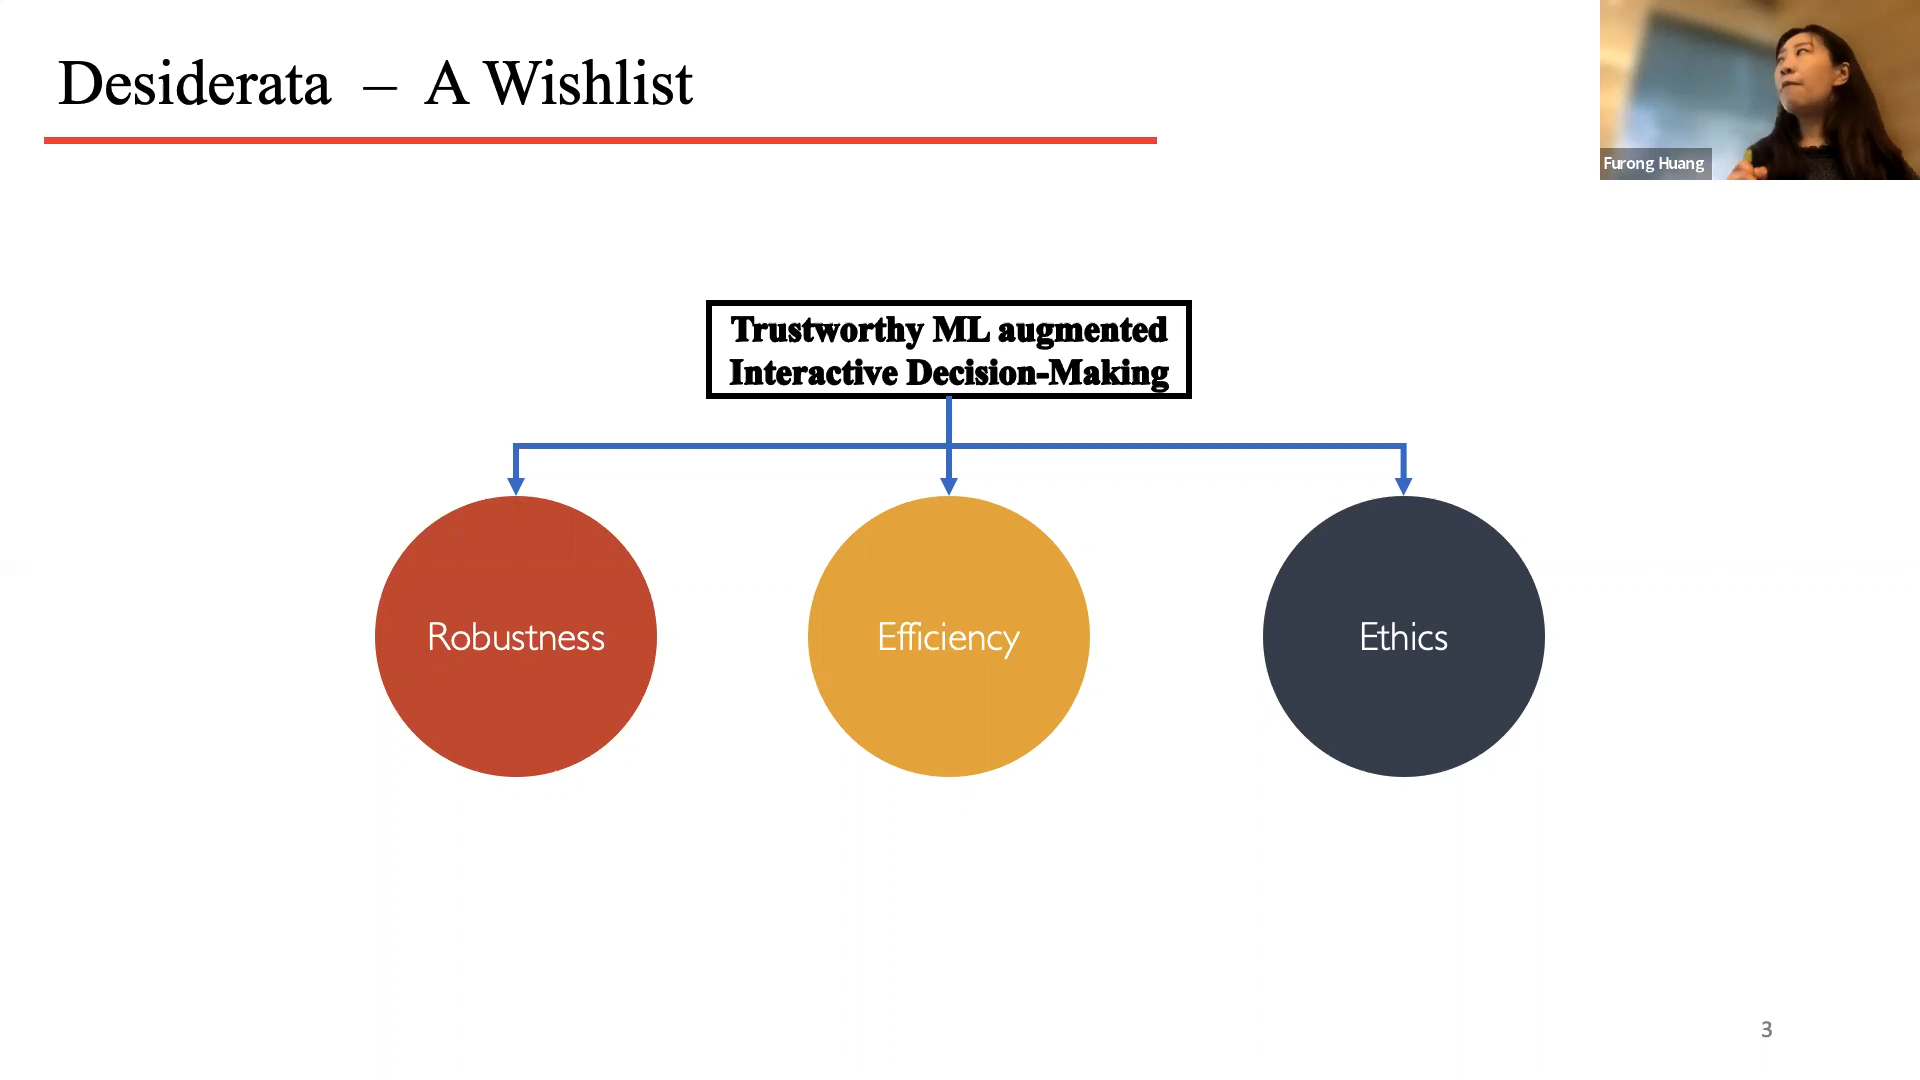 Desiderata – A Wishlist
Furong Huang
Trustworthy ML augmented
Interactive Decision-Making
Robustness
Efficiency
Ethics
3